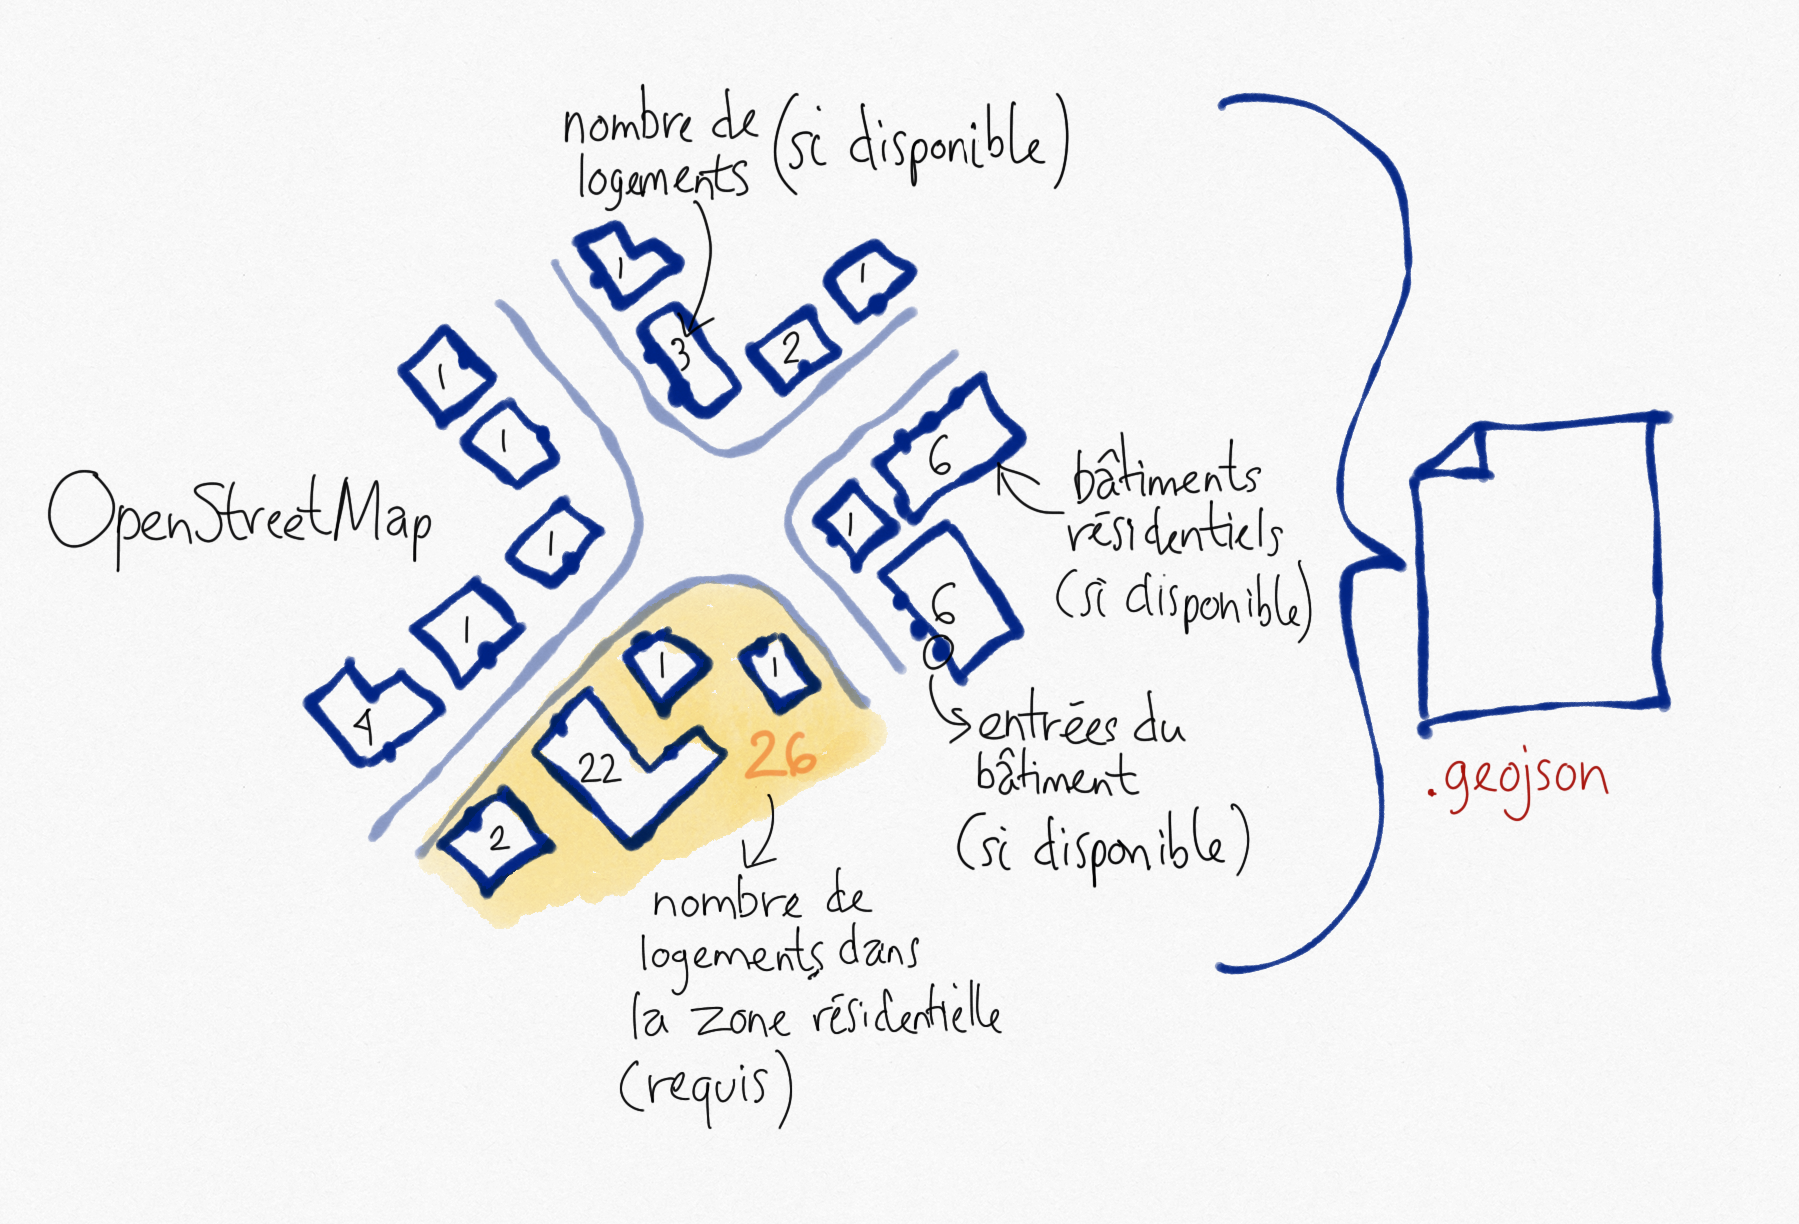 nombre de
logements (si disponible)
1
1
3
2
1
1
6
bâtiments
résidentiels
(si disponible)
OpenStreetMap
1
1
6
1
4
1
1
22
26
2
entrées du
bâtiment
(si disponible)
.geojson
nombre de
logements dans
la zone résidentielle
(requis)